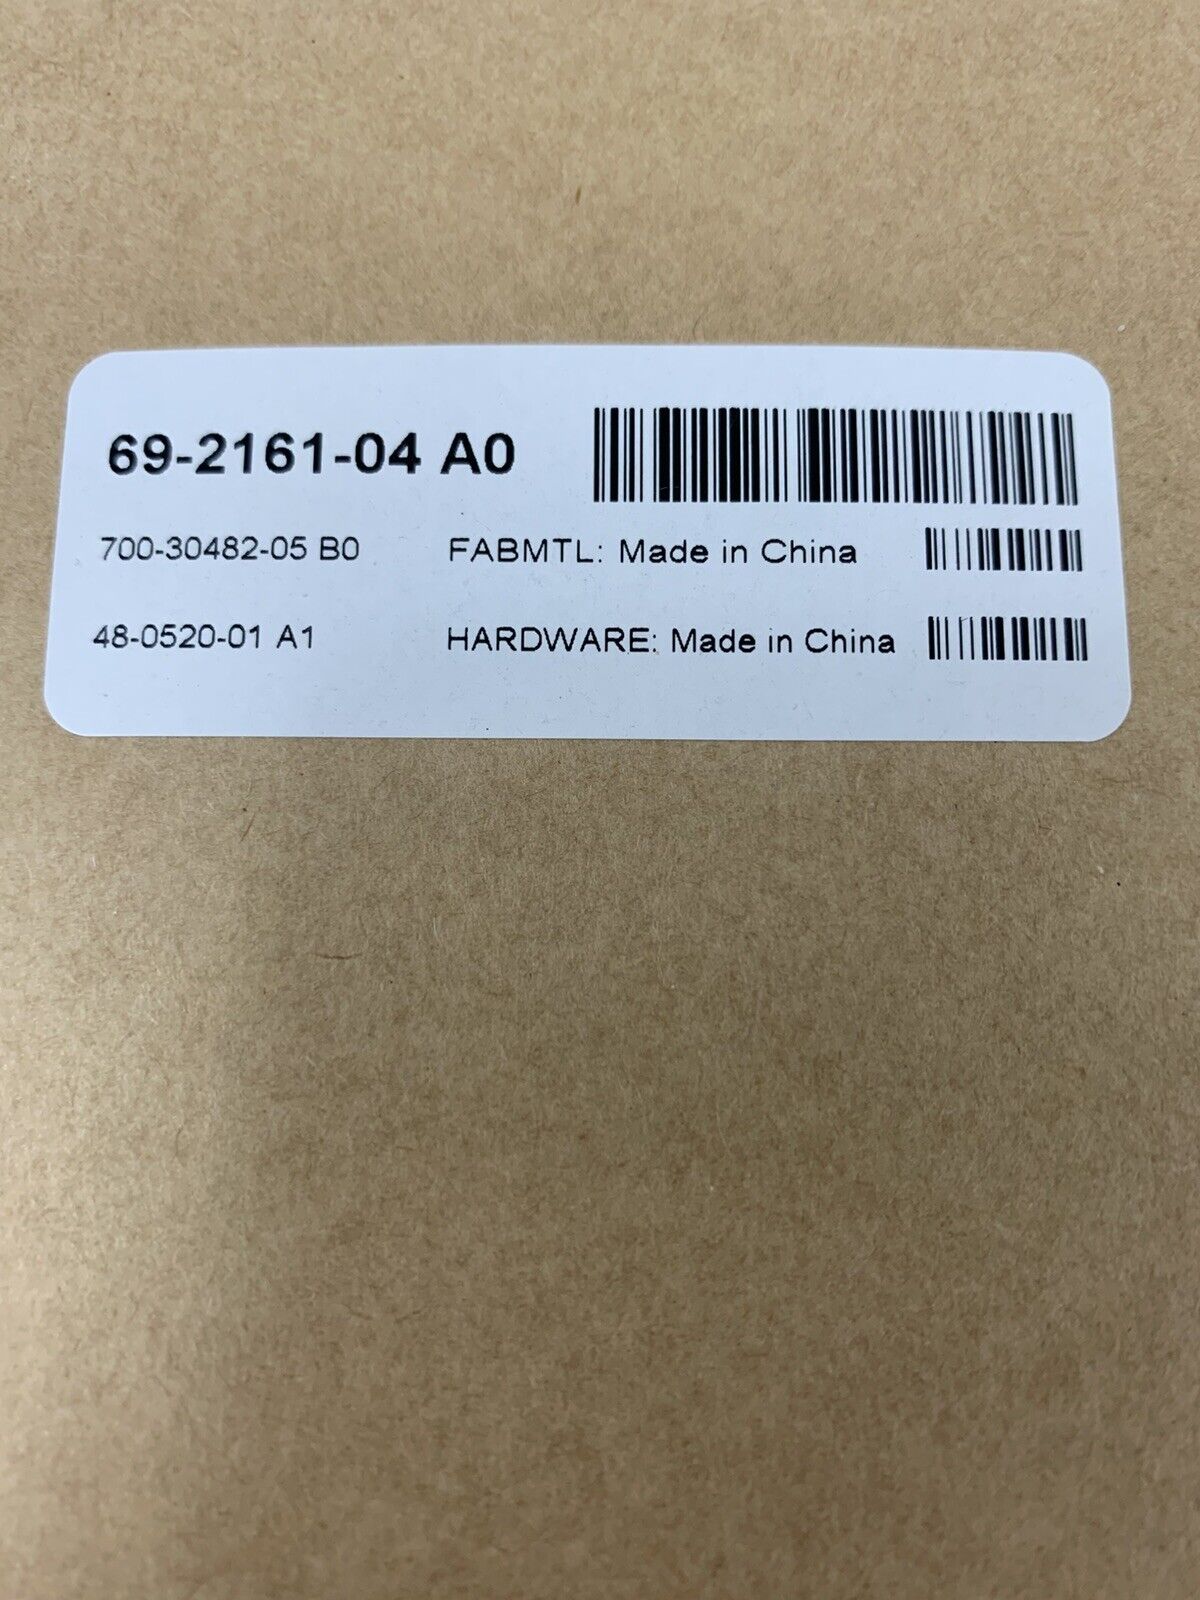 69-2161-04 A0
700-30482-05 B0 FABMTL: Made in China
48-0520-01 A1 HARDWARE: Made in China